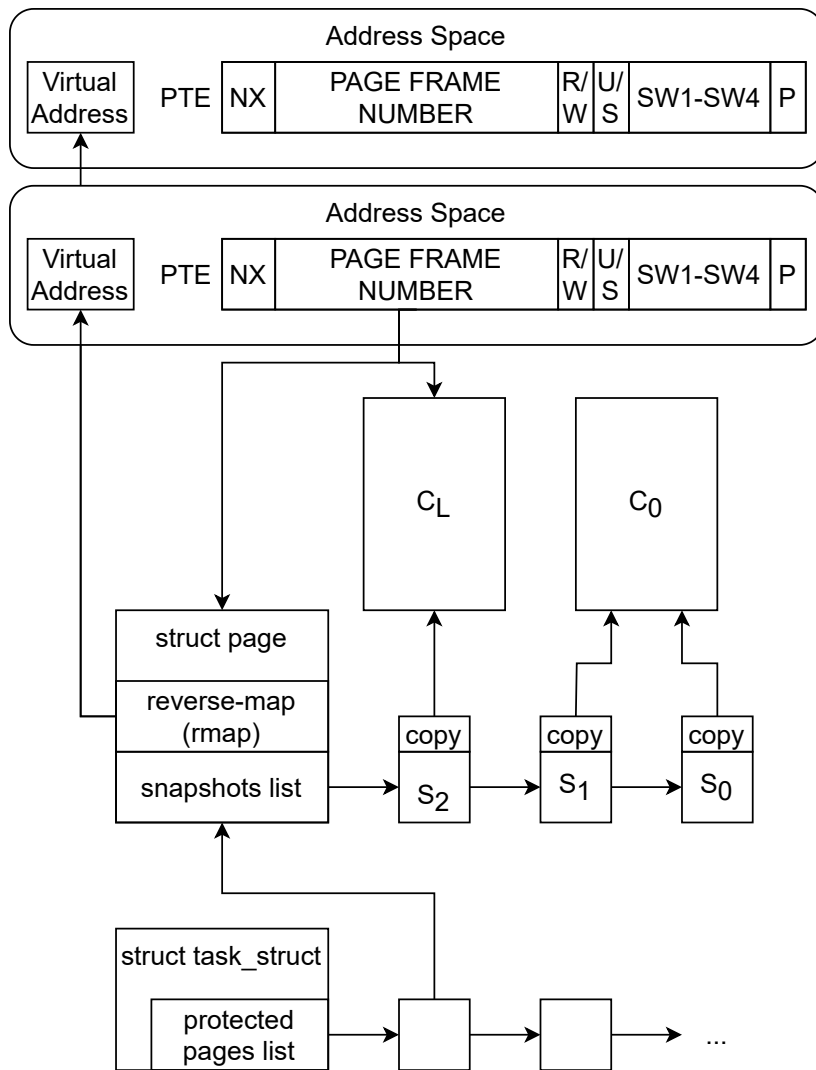 Address Space
Virtual
Address
PTE
NX
PAGE FRAME
NUMBER
R/
W
U/
S
SW1-SW4
P
Address Space
Virtual
Address
PTE
NX
PAGE FRAME
NUMBER
R/
W
U/
S
SW1-SW4
P
CL
C0
struct page
reverse-map
(rmap)
snapshots list
copy
S2
copy
S1
copy
S0
struct task_struct
protected
pages list
...